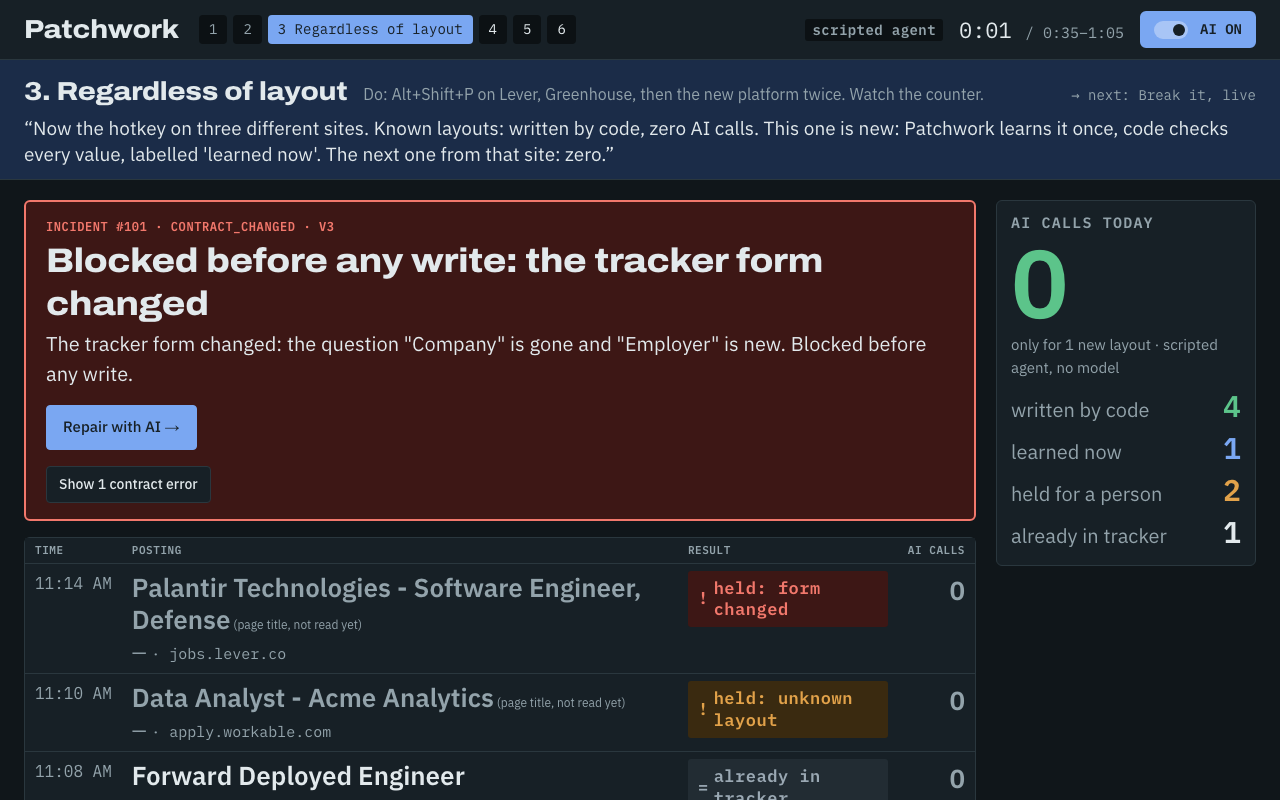 Patchwork 1 2 3 Regardless of layout 4 5 6 scripted agent 0:01 / 0:35–1:05 AI ON
3. Regardless of layout Do: Alt+Shift+P on Lever, Greenhouse, then the new platform twice. Watch the counter. → next: Break it, live
“Now the hotkey on three different sites. Known layouts: written by code, zero AI calls. This one is new: Patchwork learns it once, code checks
every value, labelled 'learned now'. The next one from that site: zero.”
INCIDENT #101 · CONTRACT_CHANGED · V3
Blocked before any write: the tracker form
changed
The tracker form changed: the question "Company" is gone and "Employer" is new. Blocked before
any write.
Repair with AI →
Show 1 contract error
AI CALLS TODAY
0
only for 1 new layout · scripted
agent, no model
written by code 4
learned now 1
held for a person 2
already in tracker 1
TIME POSTING RESULT AI CALLS
11:14 AM Palantir Technologies - Software Engineer, ! held: form 0
Defense (page title, not read yet) changed
— · jobs.lever.co
11:10 AM Data Analyst - Acme Analytics (page title, not read yet) ! held: unknown 0
— · apply.workable.com layout
11:08 AM Forward Deployed Engineer = already in 0
tracker